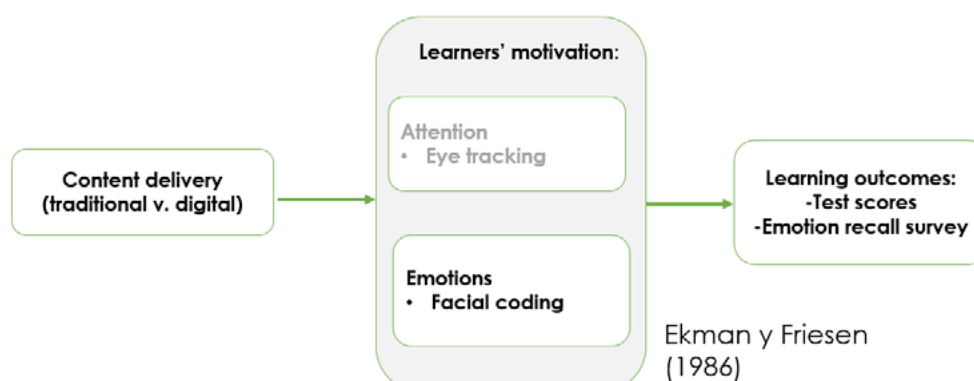 Learners' motivation:
Attention
• Eye tracking
Content delivery
(traditional v. digital)
Learning outcomes:
-Test scores
-Emotion recall survey
Emotions
• Facial coding
Ekman y Friesen
(1986)